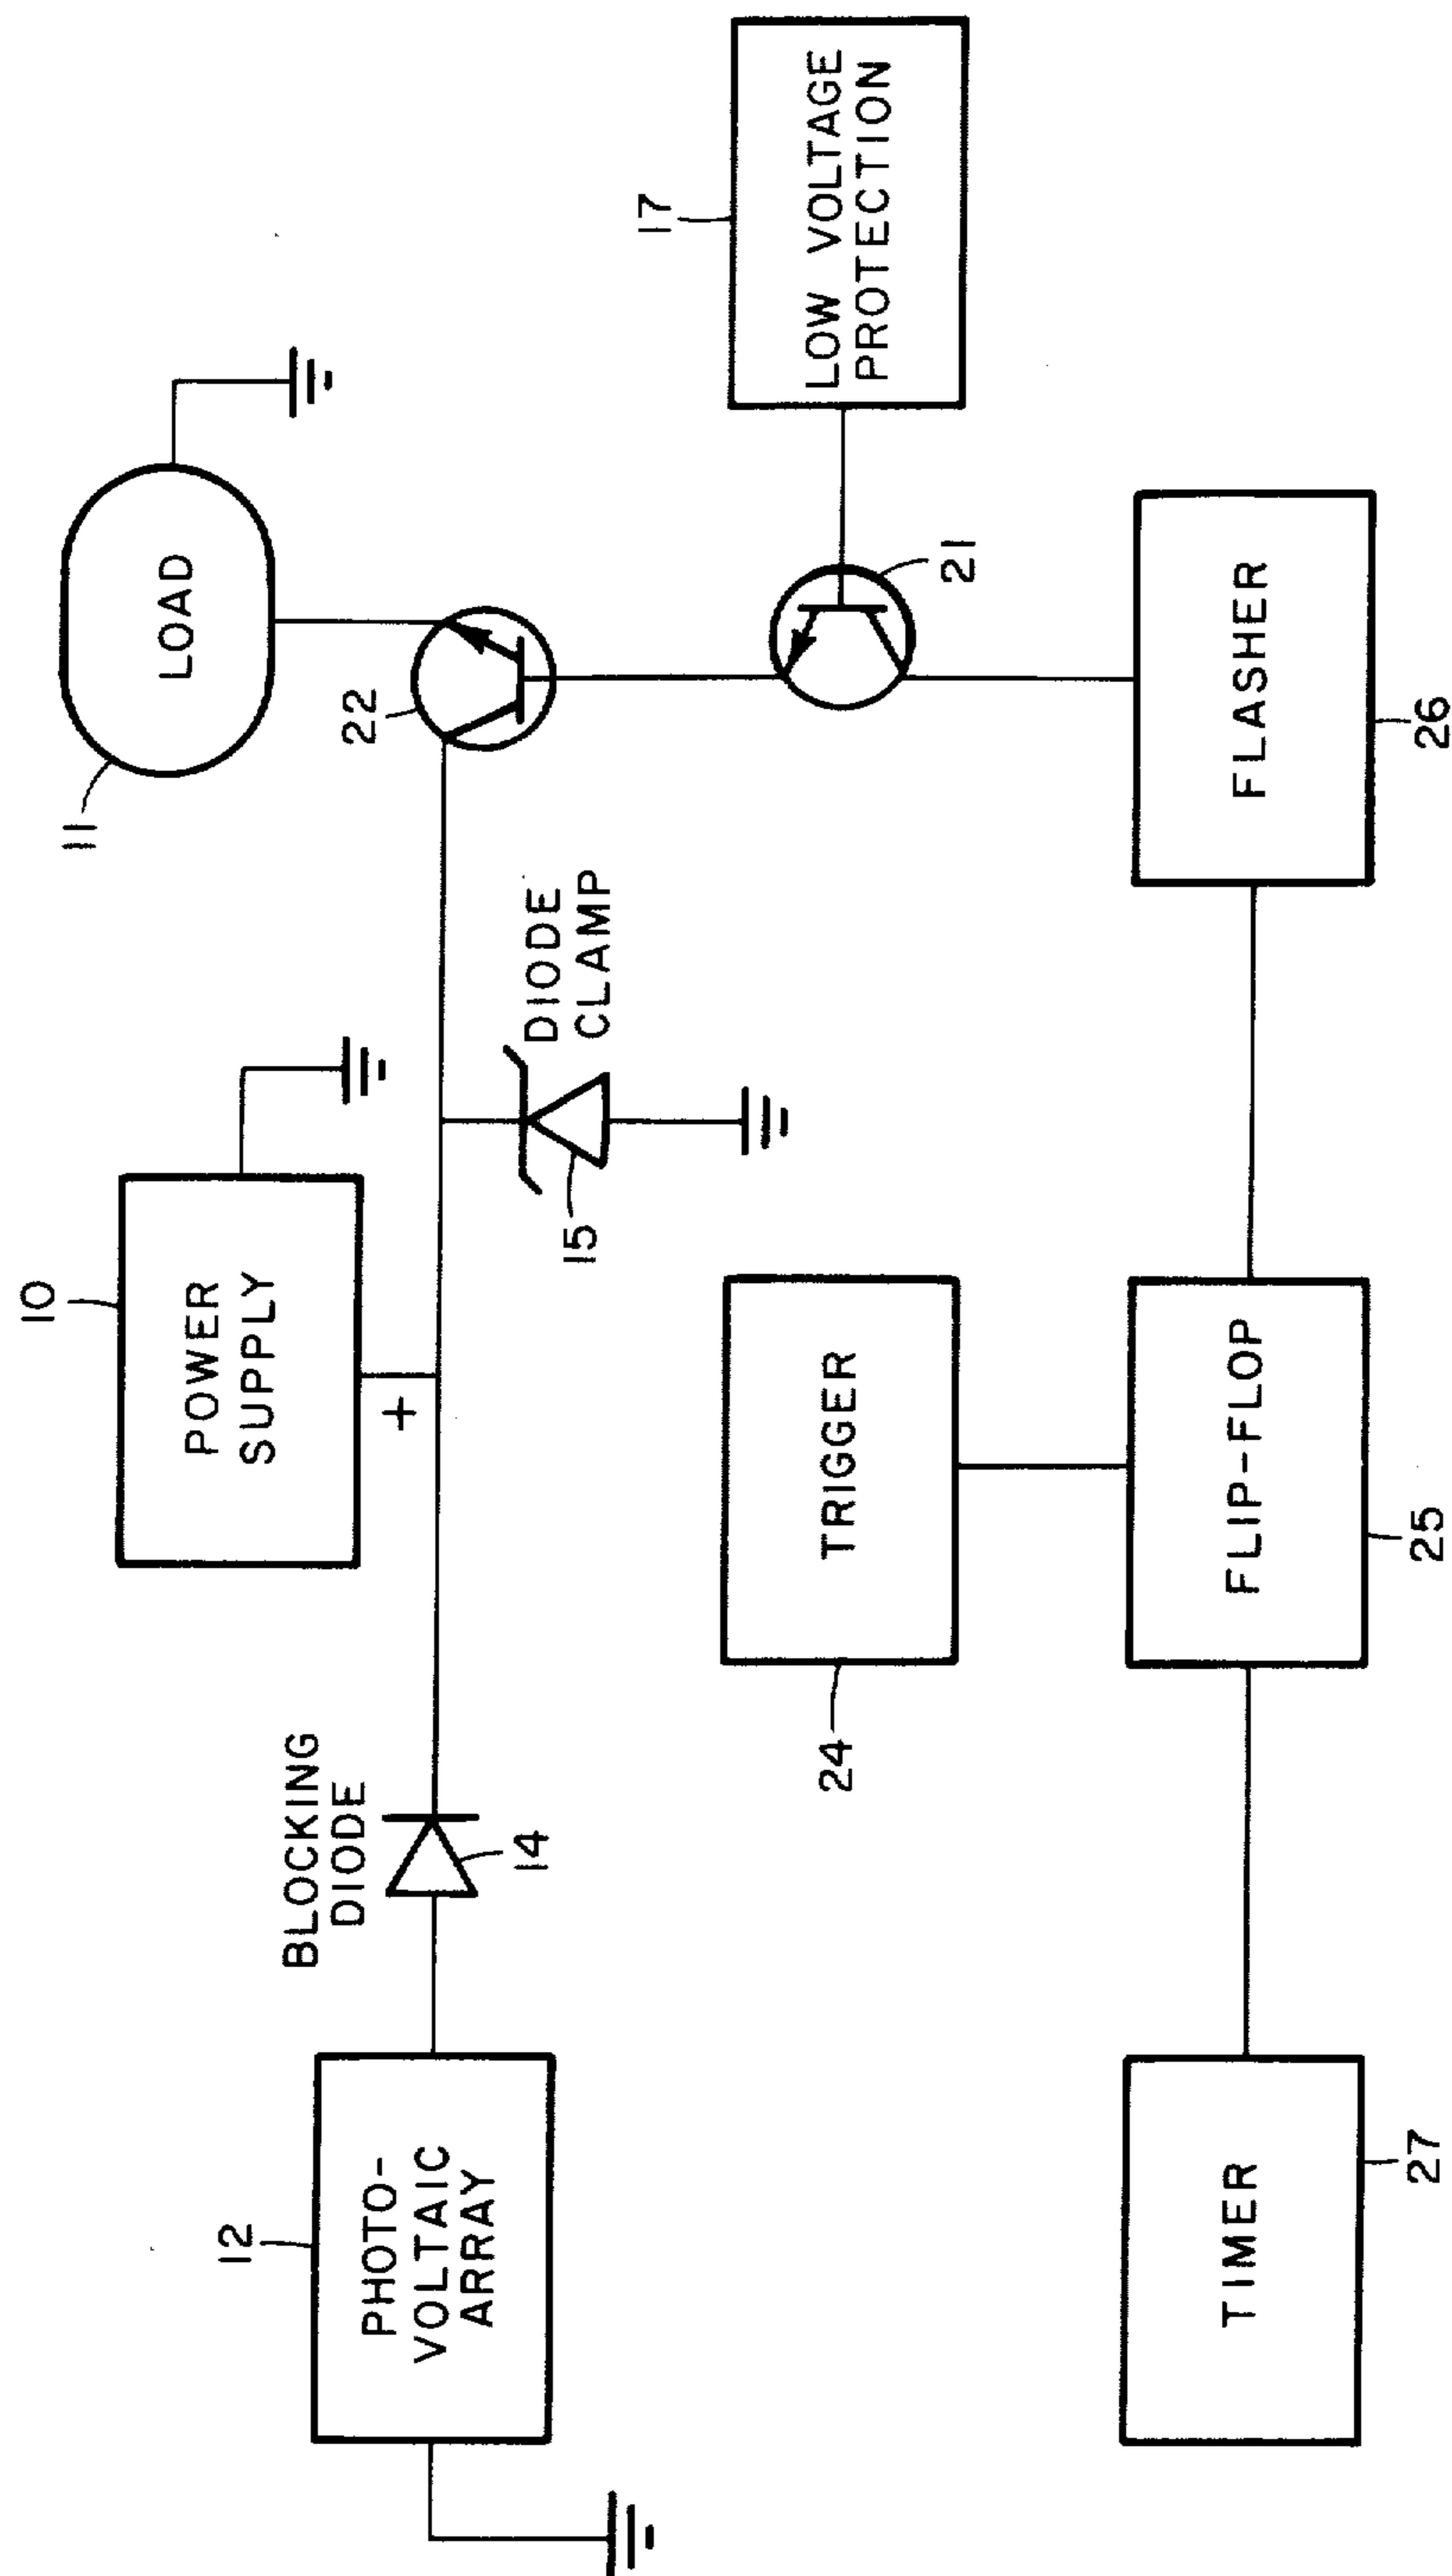 10
POWER
SUPPLY
+
11
LOAD
12
PHOTO-
VOLTAIC
ARRAY
BLOCKING
DIODE
14
15
DIODE
CLAMP
22
17
LOW VOLTAGE
PROTECTION
21
24
TRIGGER
TIMER
27
FLIP-FLOP
25
FLASHER
26